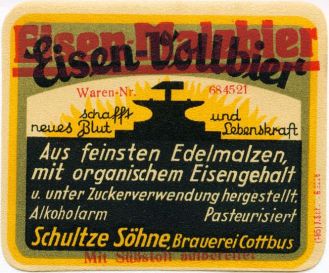 Eisen-Malzbier
Eisen-Vollbier
Waren-Nr. 684521
schafft und
neues Blut Lebenskraft
Aus feinsten Edelmalzen,
mit organischem Eisengehalt
u. unter Zuckerverwendung hergestellt.
Alkoholarm Pasteurisiert
Schultze Söhne, Brauerei Cottbus
Mit Süßstoff aufbereitet